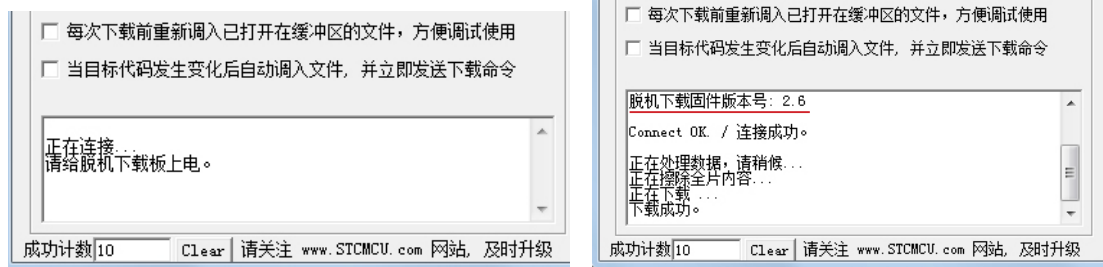 每次下载前重新调入已打开在缓冲区的文件，方便调试使用
当目标代码发生变化后自动调入文件, 并立即发送下载命令
正在连接...
请给脱机下载板上电。
成功计数 10 Clear 请关注 www.STCMCU.com 网站, 及时升级
每次下载前重新调入已打开在缓冲区的文件，方便调试使用
当目标代码发生变化后自动调入文件, 并立即发送下载命令
脱机下载固件版本号: 2.6
Connect OK. / 连接成功。
正在处理数据, 请稍候...
正在擦除全片内容...
正在下载 ...
下载成功。
成功计数 10 Clear 请关注 www.STCMCU.com 网站, 及时升级